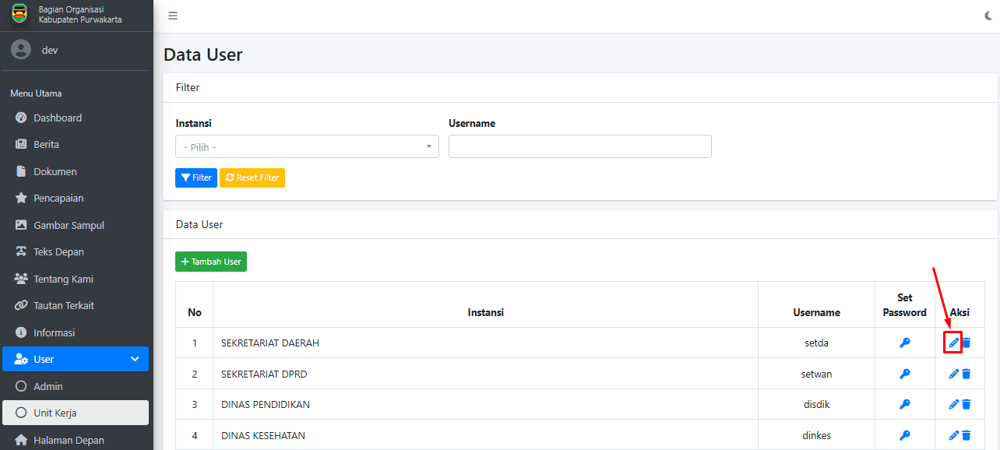 Bagian Organisasi
Kabupaten Purwakarta
dev
Menu Utama
Dashboard
Berita
Dokumen
Pencapaian
Gambar Sampul
Teks Depan
Tentang Kami
Tautan Terkait
Informasi
User
Admin
Unit Kerja
Halaman Depan
Data User
Filter
Instansi Username
- Pilih -
Filter Reset Filter
Data User
+ Tambah User
No Instansi Username Set Password Aksi
1 SEKRETARIAT DAERAH setda
2 SEKRETARIAT DPRD setwan
3 DINAS PENDIDIKAN disdik
4 DINAS KESEHATAN dinkes